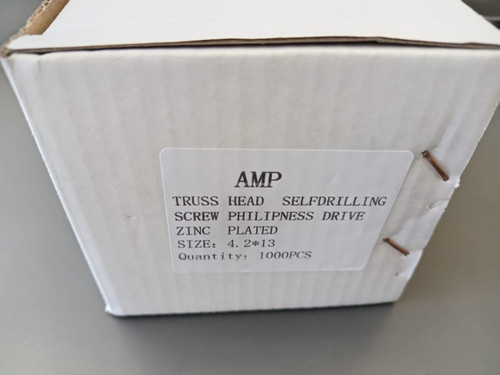 AMP
TRUSS HEAD SELFDRILLING
SCREW PHILIPNESS DRIVE
ZINC PLATED
SIZE: 4.2*13
Quantity: 1000PCS